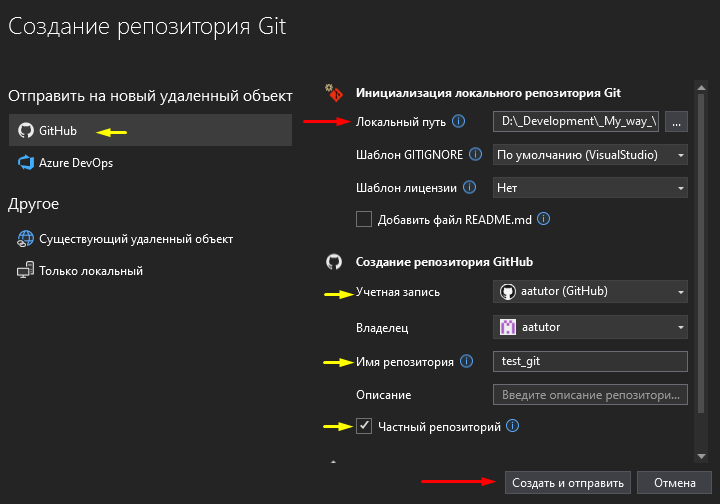 Создание репозитория Git
Отправить на новый удаленный объект
GitHub
Azure DevOps
Другое
Существующий удаленный объект
Только локальный
Инициализация локального репозитория Git
Локальный путь D:\_Development\_My_way_\ ...
Шаблон GITIGNORE По умолчанию (VisualStudio)
Шаблон лицензии Нет
Добавить файл README.md
Создание репозитория GitHub
Учетная запись aatutor (GitHub)
Владелец aatutor
Имя репозитория test_git
Описание Введите описание репозитори...
Частный репозиторий
Создать и отправить Отмена